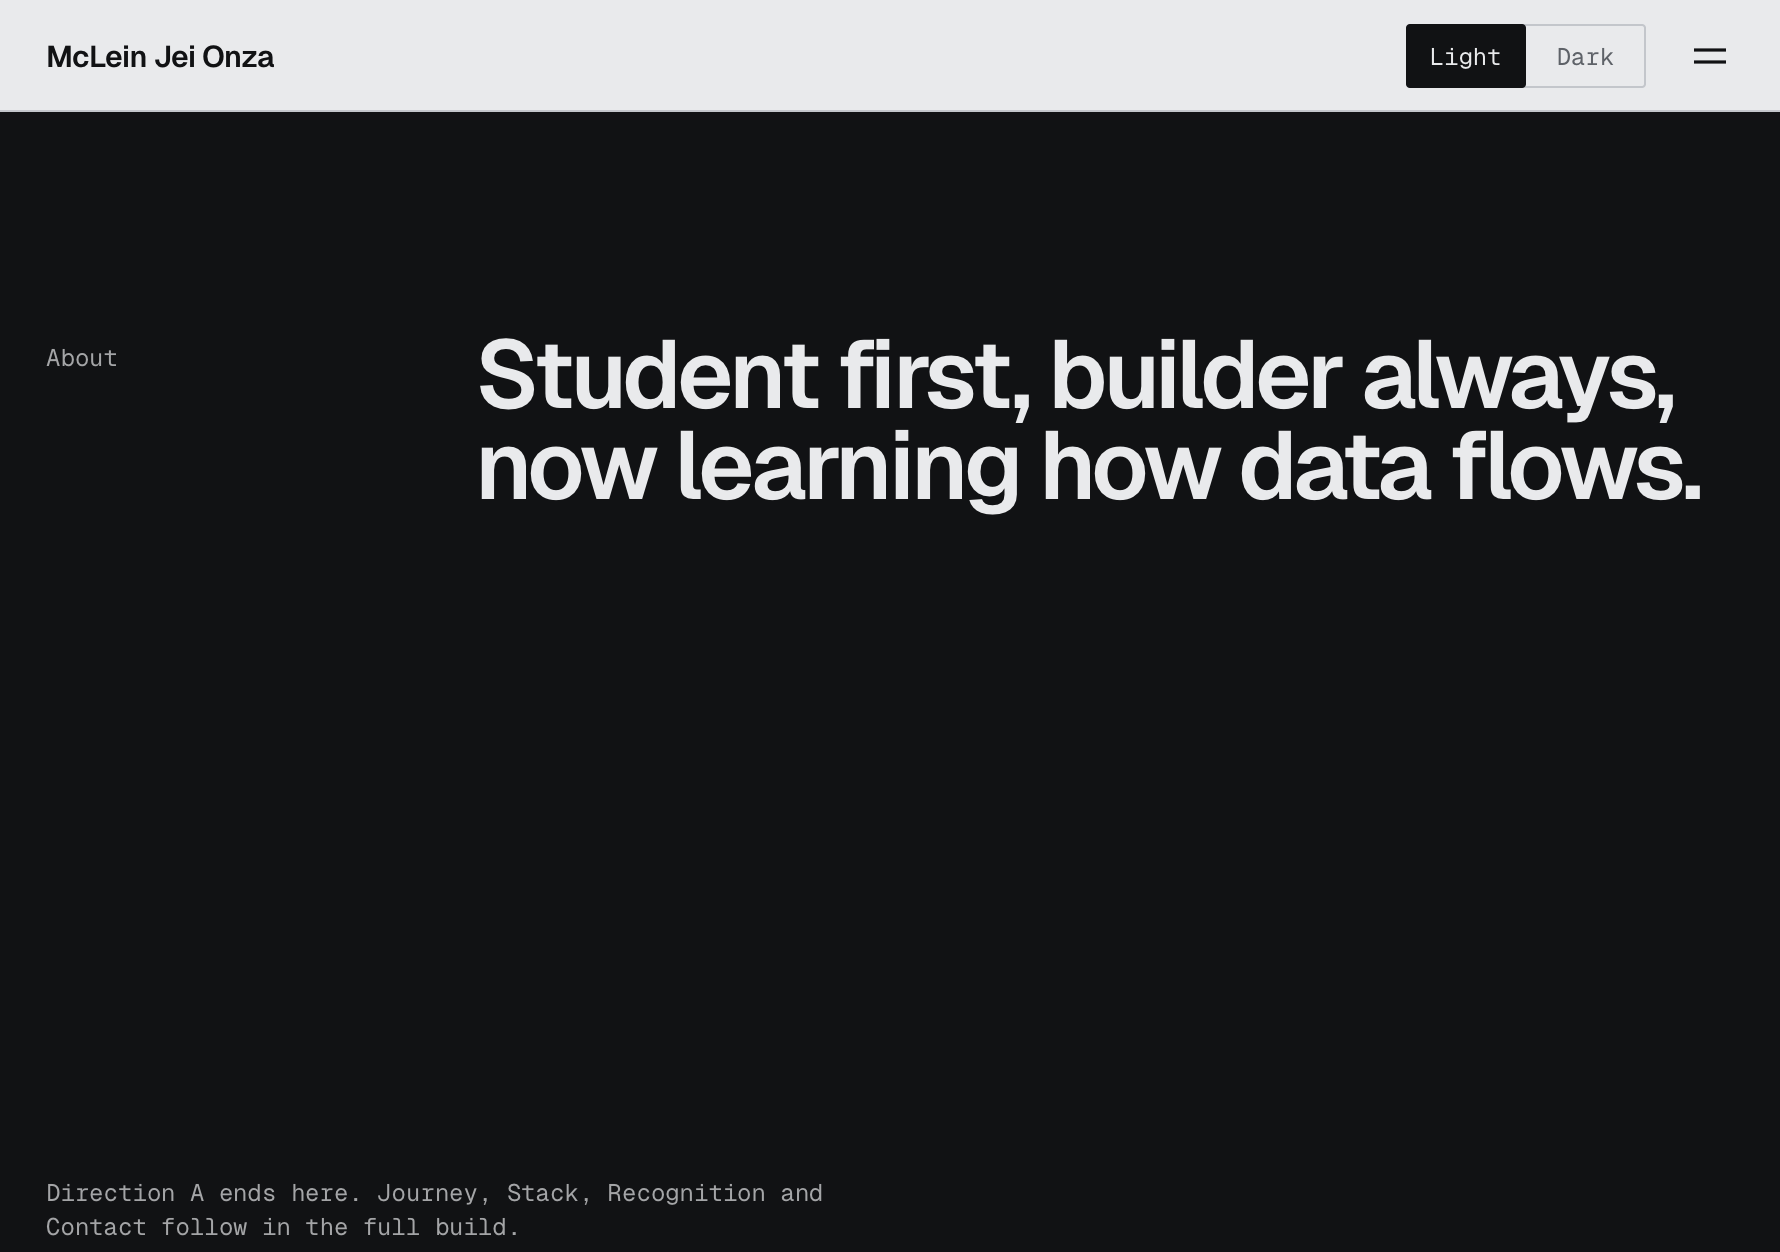 McLein Jei Onza
Light
Dark
About
Student first, builder always,
now learning how data flows.
Direction A ends here. Journey, Stack, Recognition and
Contact follow in the full build.